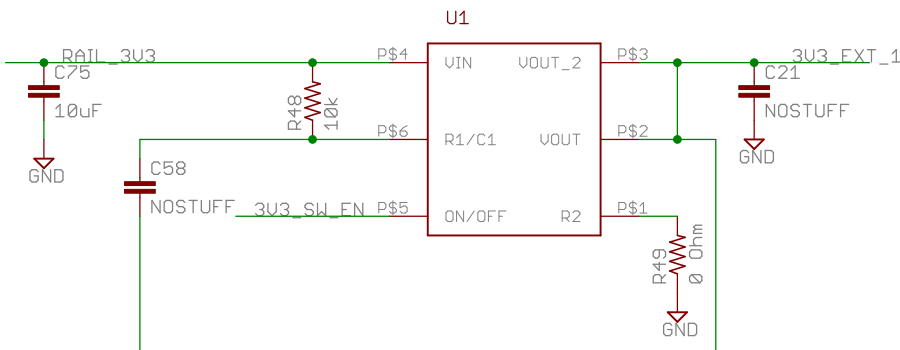 U1
RAIL_3V3
P$4
VIN
VOUT_2
P$3
3V3_EXT_1
C75
10uF
GND
R48
10k
C21
NOSTUFF
GND
P$6
R1/C1
VOUT
P$2
C58
NOSTUFF
3V3_SW_EN
P$5
ON/OFF
R2
P$1
R49
0 Ohm
GND